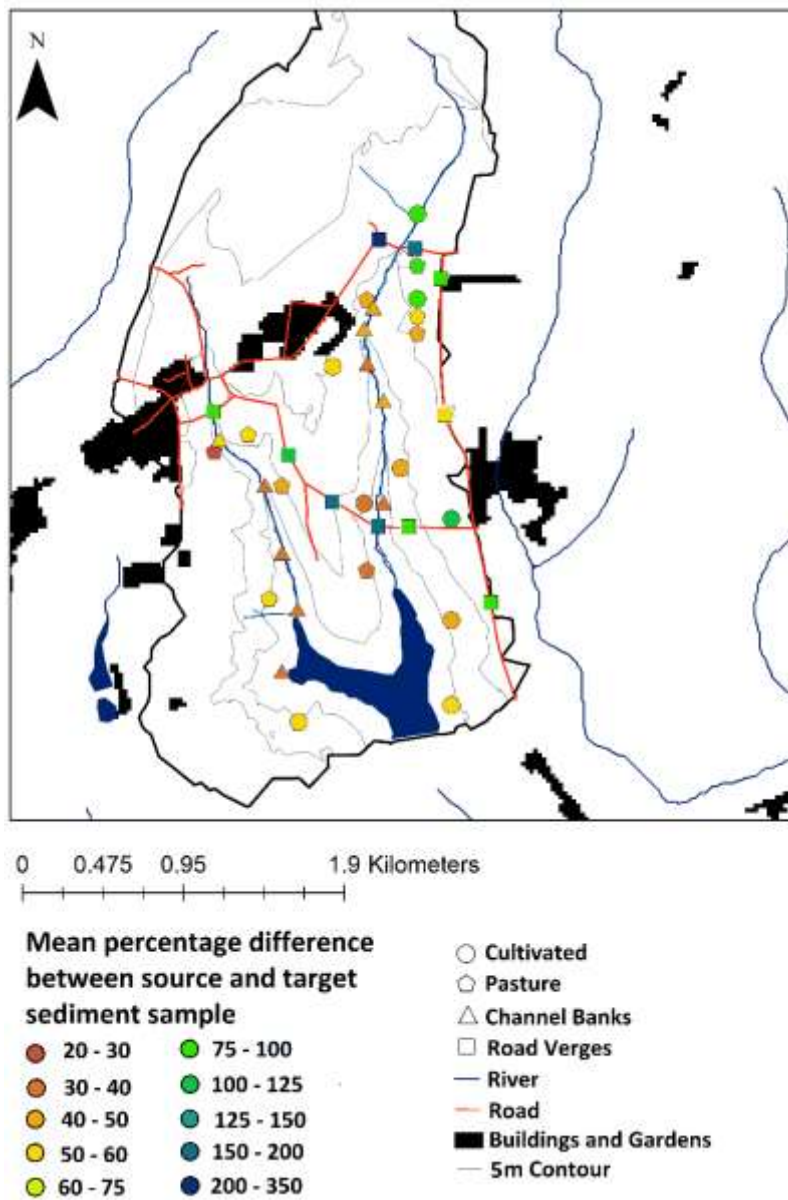 N
0 0.475 0.95 1.9 Kilometers
Mean percentage difference
between source and target
sediment sample
20 - 30
30 - 40
40 - 50
50 - 60
60 - 75
75 - 100
100 - 125
125 - 150
150 - 200
200 - 350
Cultivated
Pasture
Channel Banks
Road Verges
River
Road
Buildings and Gardens
5m Contour